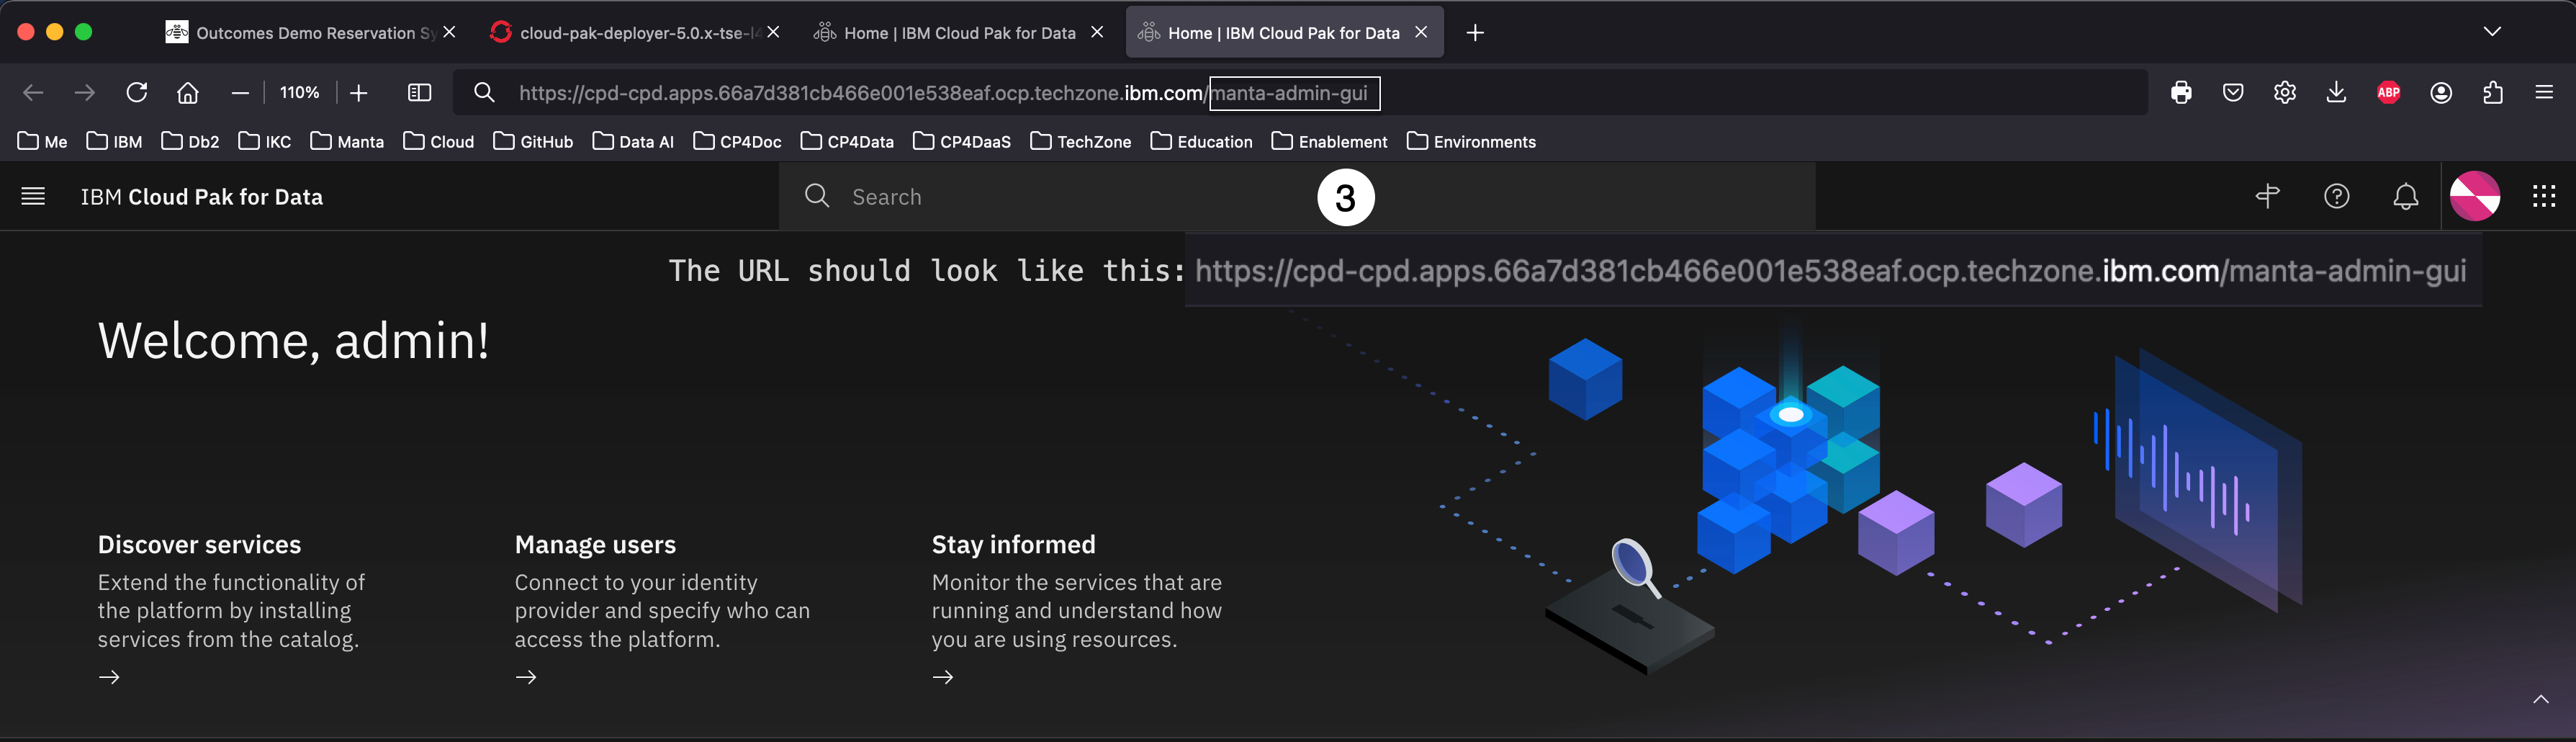 Outcomes Demo Reservation Sy
cloud-pak-deployer-5.0.x-tse-l4
Home | IBM Cloud Pak for Data
Home | IBM Cloud Pak for Data
110%
https://cpd-cpd.apps.66a7d381cb466e001e538eaf.ocp.techzone.ibm.com/manta-admin-gui
ABP
Me
IBM
Db2
IKC
Manta
Cloud
GitHub
Data AI
CP4Doc
CP4Data
CP4DaaS
TechZone
Education
Enablement
Environments
IBM Cloud Pak for Data
Search
3
The URL should look like this: https://cpd-cpd.apps.66a7d381cb466e001e538eaf.ocp.techzone.ibm.com/manta-admin-gui
Welcome, admin!
Discover services
Extend the functionality of
the platform by installing
services from the catalog.
Manage users
Connect to your identity
provider and specify who can
access the platform.
Stay informed
Monitor the services that are
running and understand how
you are using resources.